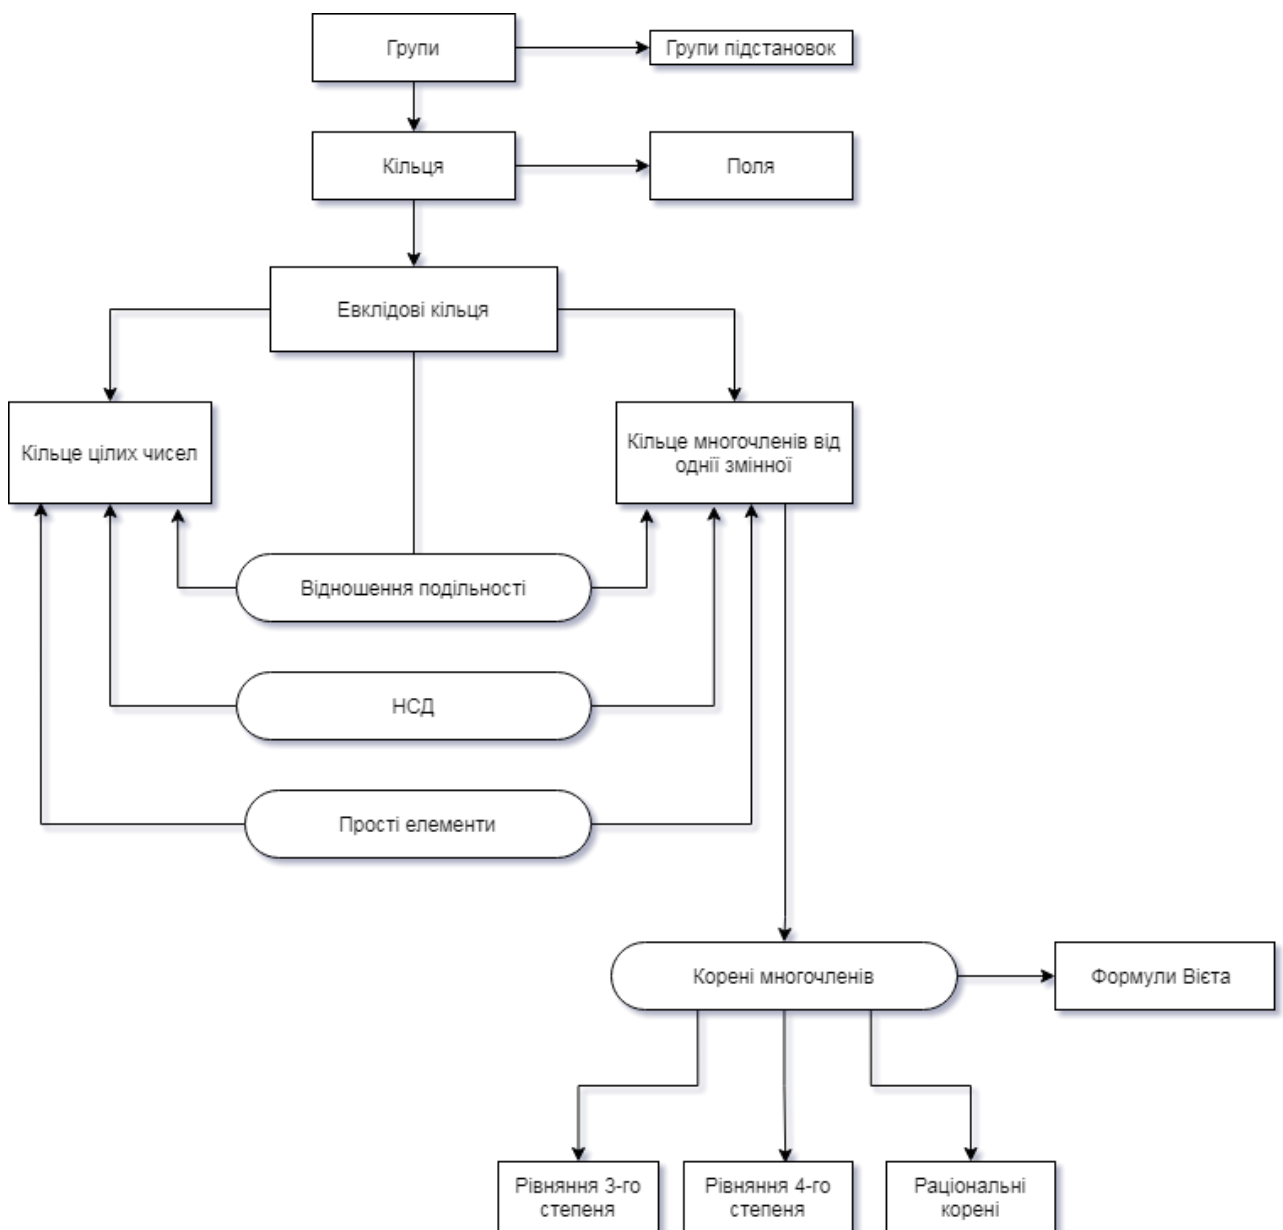 Групи
Групи підстановок
Кільця
Поля
Евклідові кільця
Кільце цілих чисел
Кільце многочленів від
однії змінної
Відношення подільності
НСД
Прості елементи
Корені многочленів
Формули Вієта
Рівняння 3-го
степеня
Рівняння 4-го
степеня
Раціональні
корені